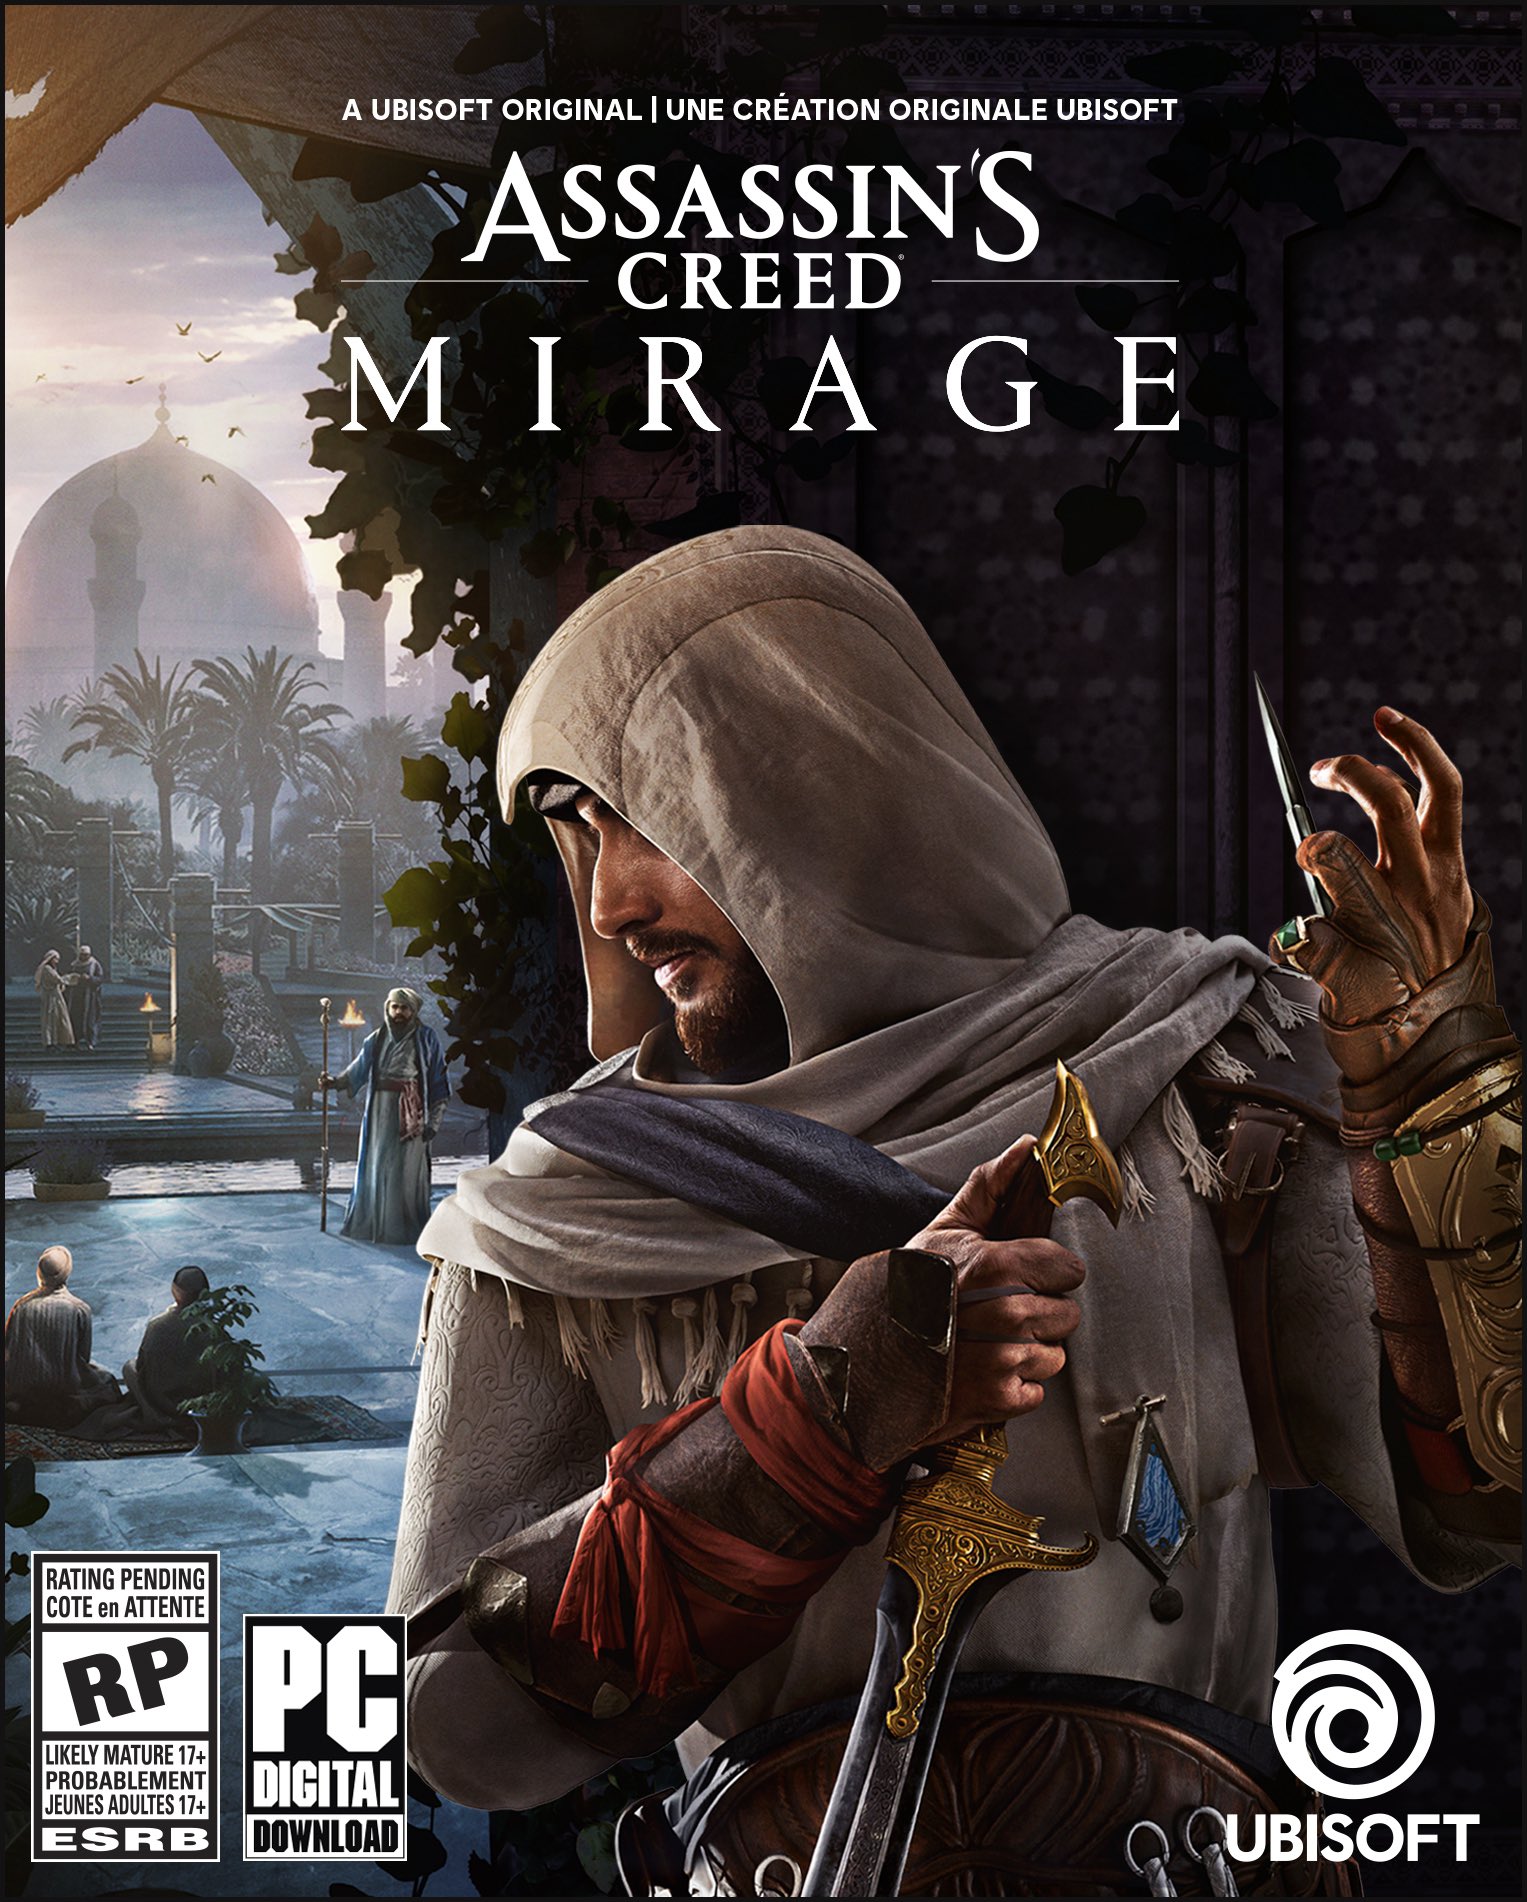 A UBISOFT ORIGINAL | UNE CRÉATION ORIGINALE UBISOFT
ASSASSIN'S
CREED®
MIRAGE
RATING PENDING
COTE en ATTENTE
RP
LIKELY MATURE 17+
PROBABLEMENT
JEUNES ADULTES 17+
ESRB
PC
DIGITAL
DOWNLOAD
UBISOFT